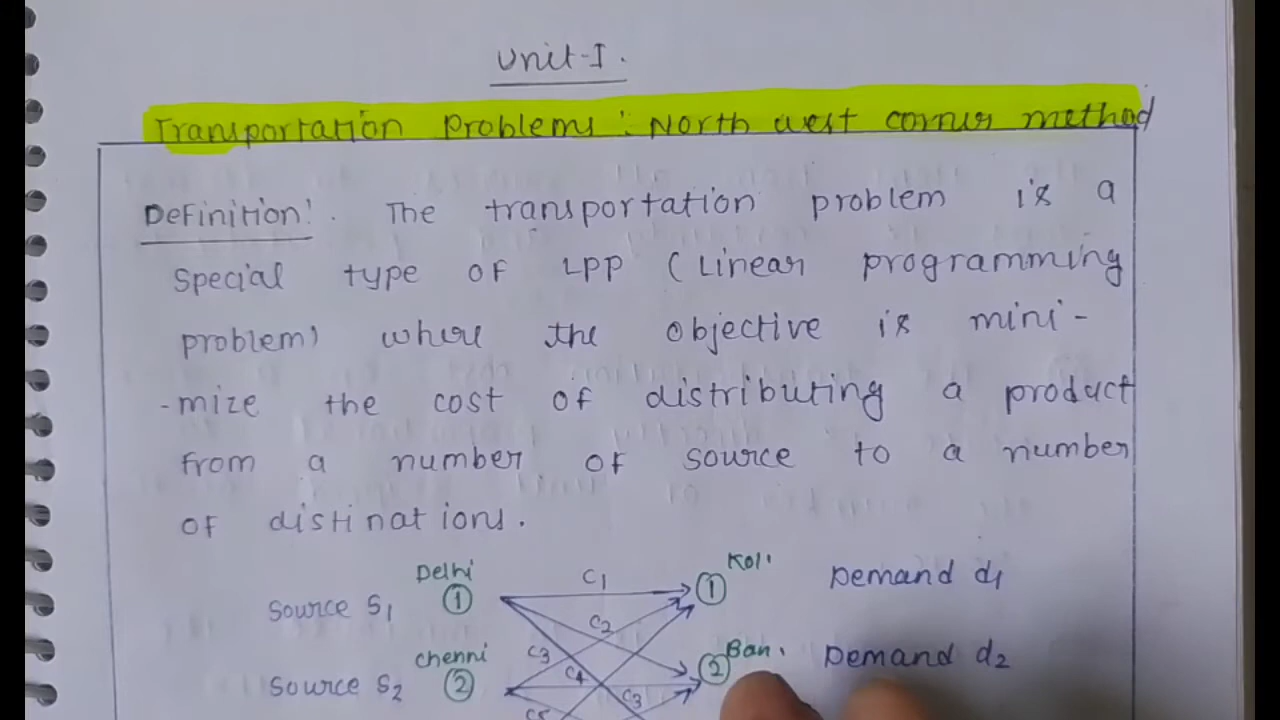 Unit-I.
Transportation Problems: North west corner method
Definition:. The transportation problem is a
special type of LPP (Linear programming
problem) where the objective is mini-
-mize the cost of distributing a product
from a number of source to a number
of distinations.
Delhi Kol.
Source S1 1 C1 1 Demand d1
C2
Chenni C3 Ban.
Source S2 2 C4 2 Demand d2
C3
C5